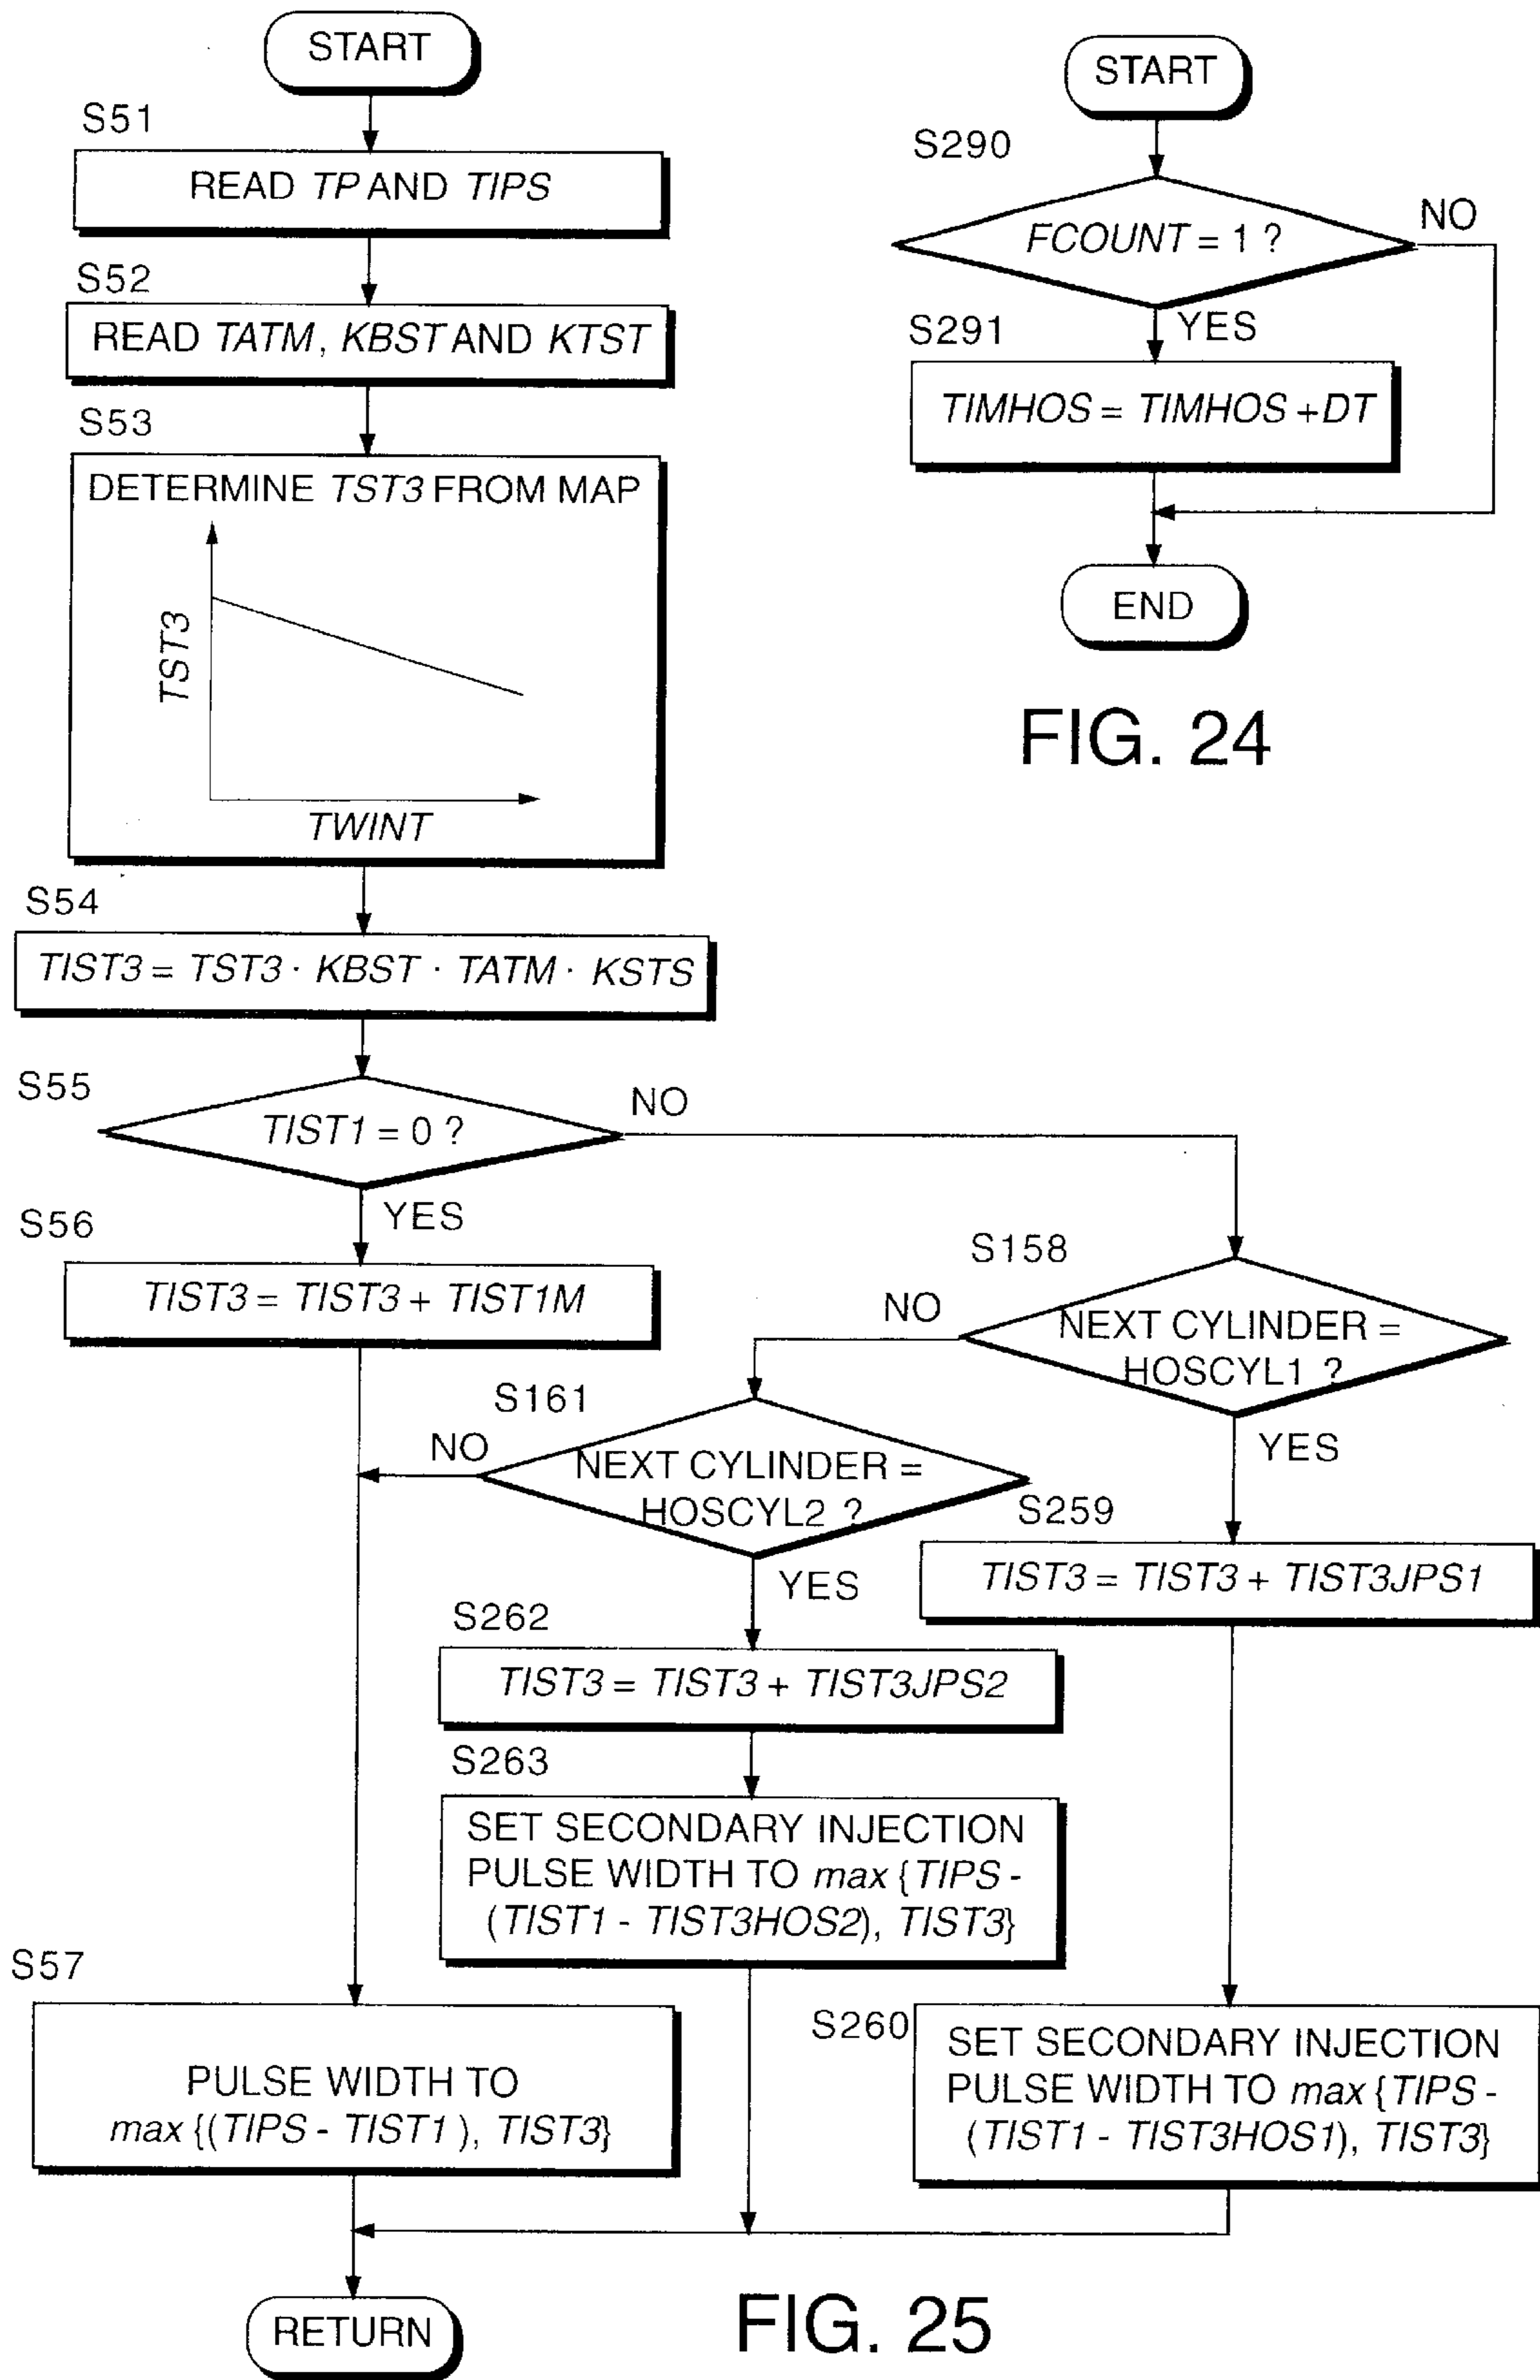 START
S51
READ TP AND TIPS
S52
READ TATM, KBST AND KTST
S53
DETERMINE TST3 FROM MAP
TST3
TWINT
S54
TIST3 = TST3 · KBST · TATM · KSTS
S55
TIST1 = 0 ?
NO
YES
S56
TIST3 = TIST3 + TIST1M
S158
NEXT CYLINDER =
HOSCYL1 ?
NO
YES
S161
NEXT CYLINDER =
HOSCYL2 ?
NO
YES
S259
TIST3 = TIST3 + TIST3JPS1
S262
TIST3 = TIST3 + TIST3JPS2
S263
SET SECONDARY INJECTION
PULSE WIDTH TO max {TIPS -
(TIST1 - TIST3HOS2), TIST3}
S57
PULSE WIDTH TO
max {(TIPS - TIST1 ), TIST3}
S260
SET SECONDARY INJECTION
PULSE WIDTH TO max {TIPS -
(TIST1 - TIST3HOS1), TIST3}
RETURN
FIG. 25
START
S290
FCOUNT = 1 ?
NO
YES
S291
TIMHOS = TIMHOS +DT
END
FIG. 24